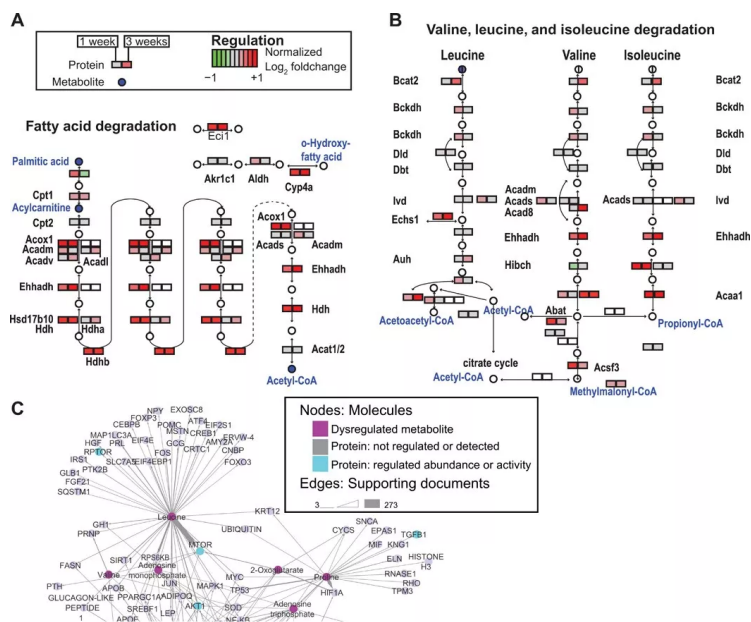 A
1 week
3 weeks
Protein
Metabolite
Regulation
Normalized
Log2 foldchange
−1
+1
Fatty acid degradation
Eci1
o-Hydroxy-
fatty acid
Palmitic acid
Akr1c1
Aldh
Cyp4a
Cpt1
Acylcarnitine
Cpt2
Acox1
Acadm
Acadv
Acadl
Ehhadh
Hsd17b10
Hdh
Hdha
Hdhb
Acox1
Acads
Acadm
Ehhadh
Hdh
Acat1/2
Acetyl-CoA
B
Valine, leucine, and isoleucine degradation
Leucine
Valine
Isoleucine
Bcat2
Bcat2
Bckdh
Bckdh
Bckdh
Bckdh
Dld
Dld
Dbt
Dbt
Ivd
Acadm
Acads
Acad8
Acads
Ivd
Echs1
Ehhadh
Ehhadh
Auh
Hibch
Acaa1
Acetoacetyl-CoA
Acetyl-CoA
Abat
Propionyl-CoA
citrate cycle
Acsf3
Acetyl-CoA
Methylmalonyl-CoA
C
Nodes: Molecules
Dysregulated metabolite
Protein: not regulated or detected
Protein: regulated abundance or activity
Edges: Supporting documents
3
273
NPY
EXOSC8
FOXP3
ATF4
CEBPB
POMC
EIF2S1
MSTN
CREB1
ERVW-4
MAP1LC3A
EIF4E
GCG
AMY2A
HGF
PRL
CRTC1
CNBP
RPTOR
FOS
IRS1
SLC7A5
EIF4EBP1
FOXO3
GLB1
PTK2B
FGF21
SQSTM1
Leucine
KRT12
GH1
UBIQUITIN
PRNP
MTOR
SNCA
CYCS
EPAS1
TGFB1
MIF
KNG1
FASN
SIRT1
RPS6KB
ELN
HISTONE
H3
Valine
Adenosine
monophosphate
2-Oxoglutarate
Proline
RNASE1
RHD
TPM3
PTH
APOB
JUN
MAPK1
MYC
TP53
HIF1A
GLUCAGON-LIKE
PEPTIDE
1
PPARGC1A
ADIPOQ
SREBF1
LEP
AKT1
SOD
Adenosine
triphosphate
APOE
NF-KB